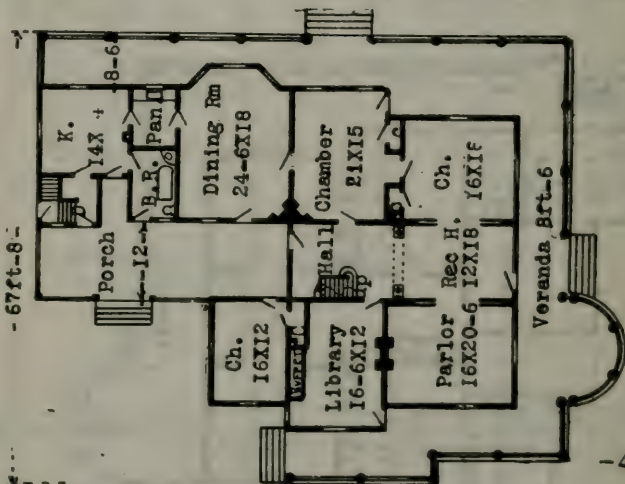 - 67ft-8-
8-6
K.
14X
Pan
B.R.
Porch
-12-
Dining Rm
24-6X18
Chamber
21X15
Hall
P
Ch.
16X12
Library
16-6X12
Ch.
Rec H.
12X18
Parlor
16X20-6
Veranda 8ft-6